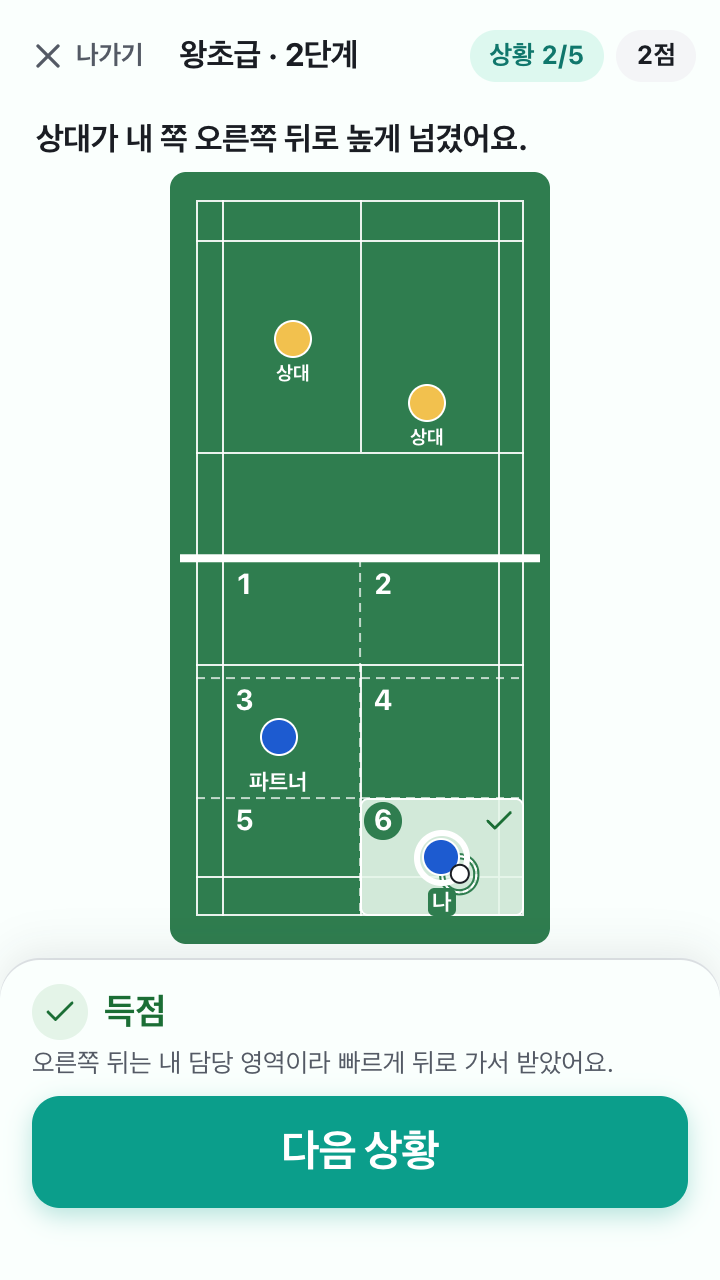 나가기
왕초급 · 2단계
상황 2/5
2점
상대가 내 쪽 오른쪽 뒤로 높게 넘겼어요.
상대
상대
1
2
3
4
파트너
5
6
나
득점
오른쪽 뒤는 내 담당 영역이라 빠르게 뒤로 가서 받았어요.
다음 상황